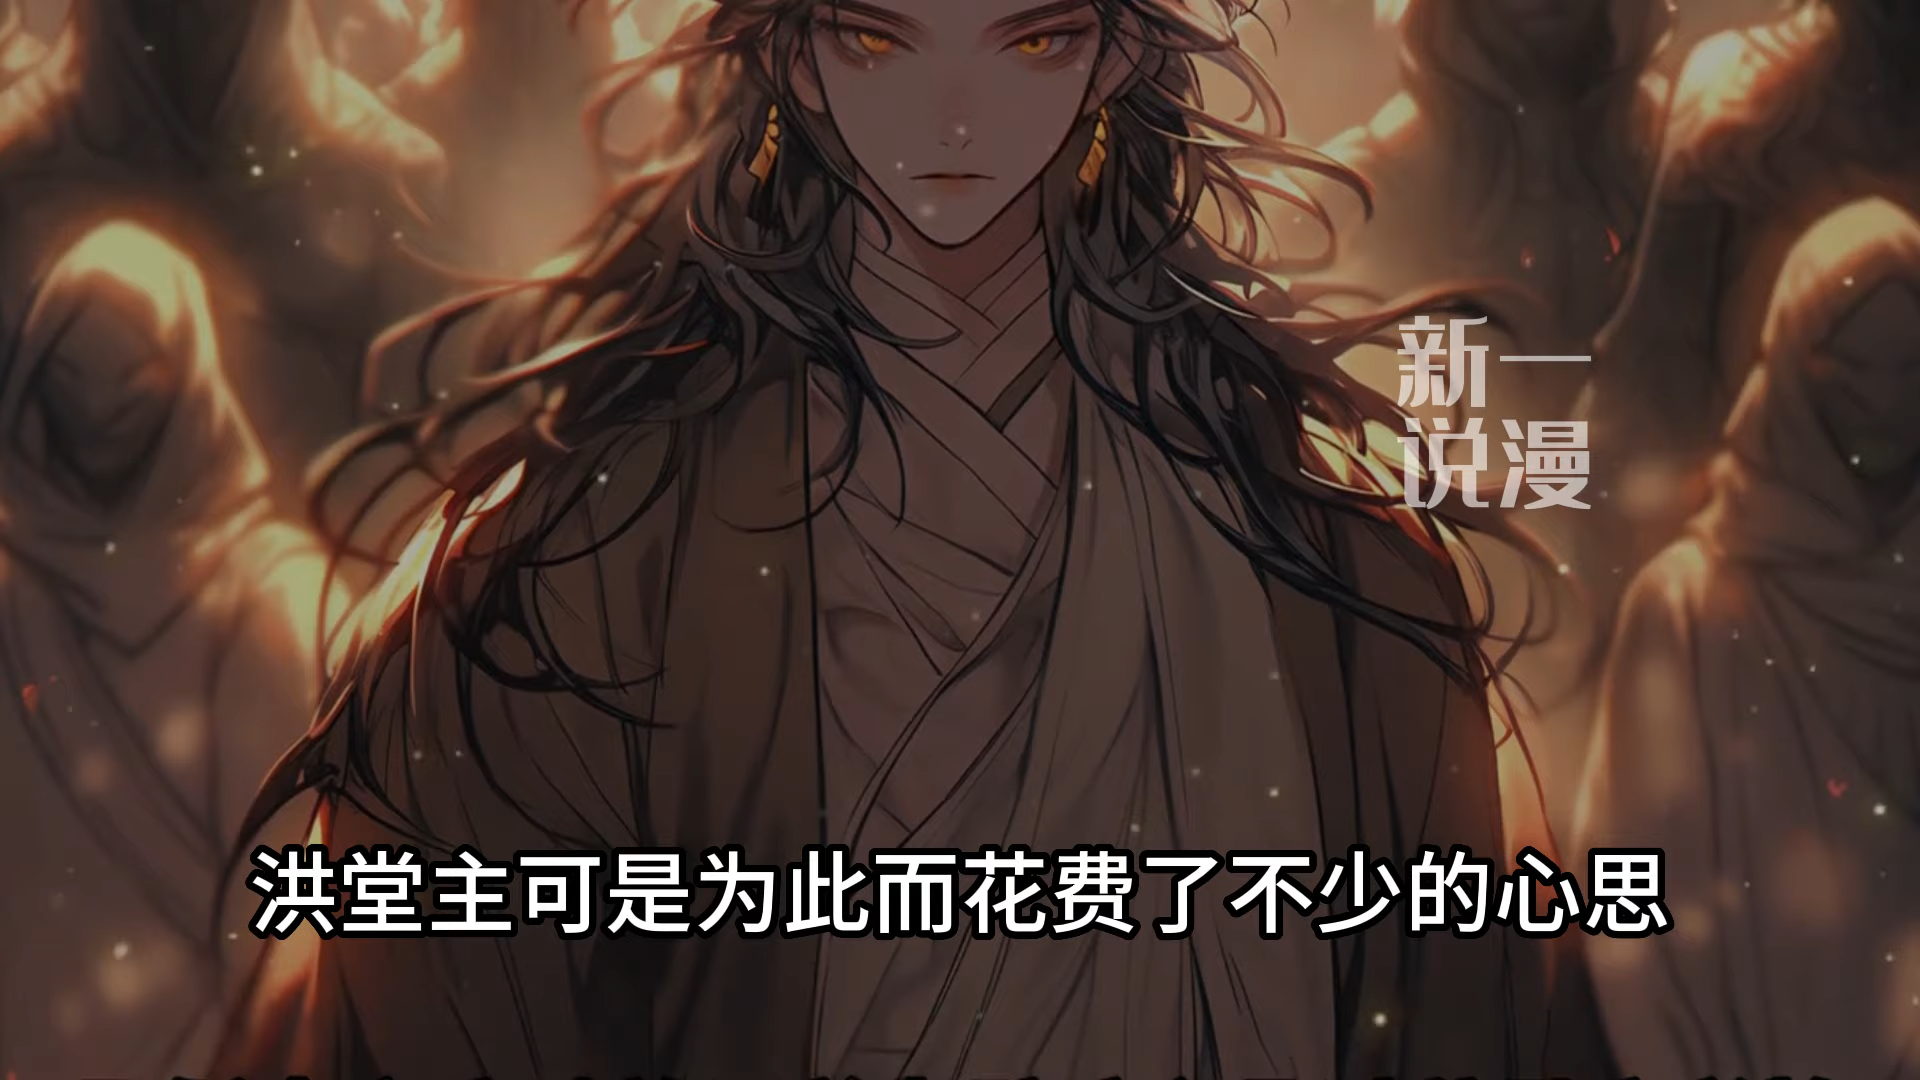 新一
说漫
洪堂主可是为此而花费了不少的心思